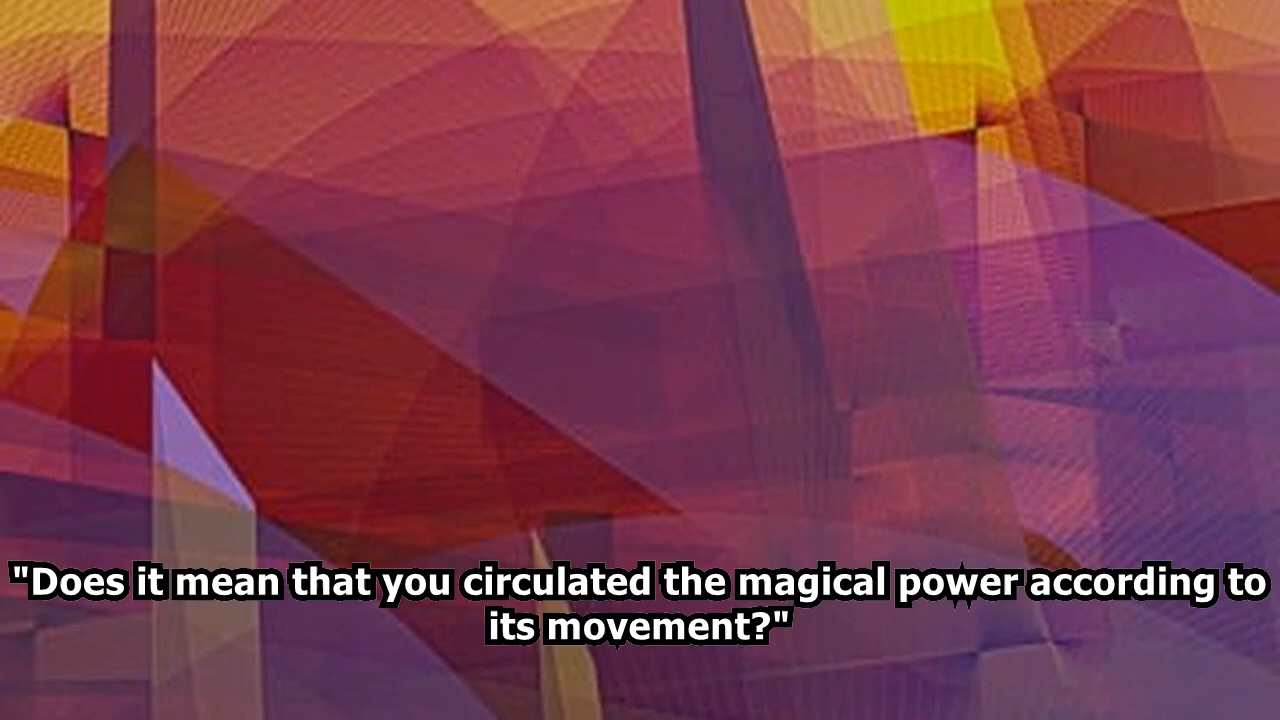 "Does it mean that you circulated the magical power according to
its movement?"